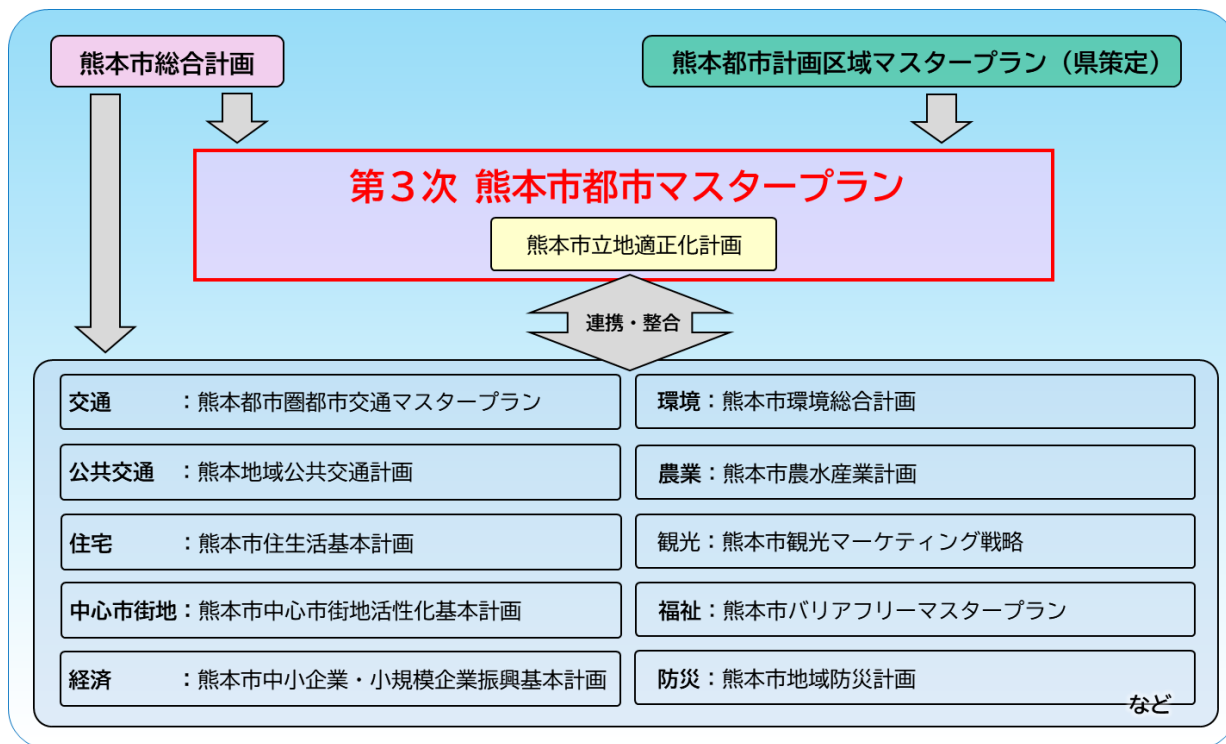 熊本市総合計画
熊本都市計画区域マスタープラン（県策定）
第３次 熊本市都市マスタープラン
熊本市立地適正化計画
連携・整合
交通　　　：熊本都市圏都市交通マスタープラン
公共交通　：熊本地域公共交通計画
住宅　　　：熊本市住生活基本計画
中心市街地：熊本市中心市街地活性化基本計画
経済　　　：熊本市中小企業・小規模企業振興基本計画
環境：熊本市環境総合計画
農業：熊本市農水産業計画
観光：熊本市観光マーケティング戦略
福祉：熊本市バリアフリーマスタープラン
防災：熊本市地域防災計画
など